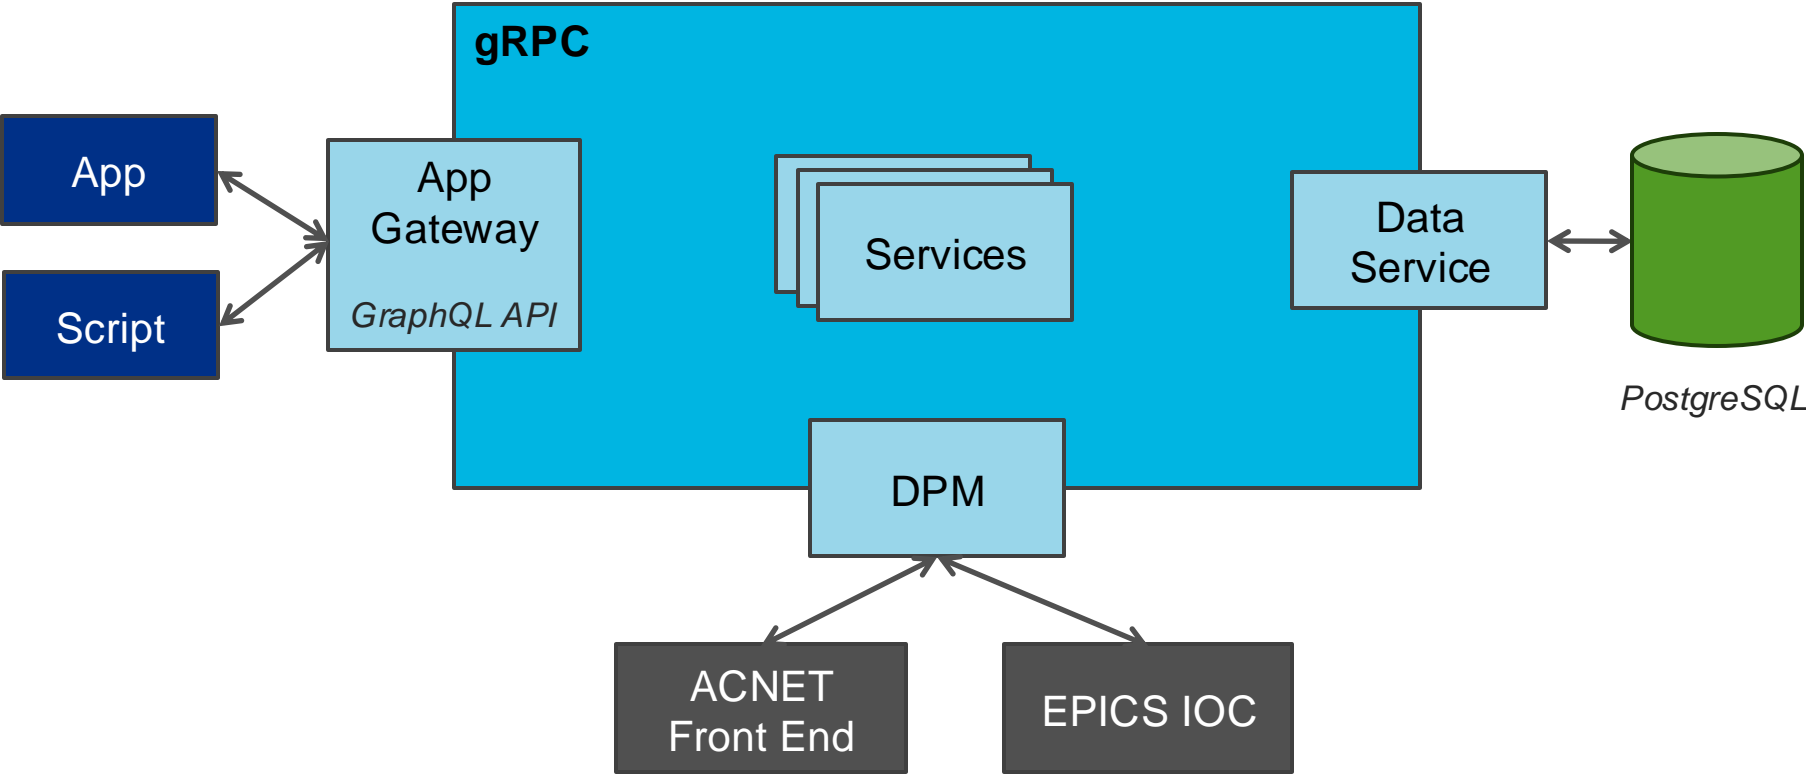 gRPC
App
Script
App
Gateway
GraphQL API
Services
Data
Service
PostgreSQL
DPM
ACNET
Front End
EPICS IOC